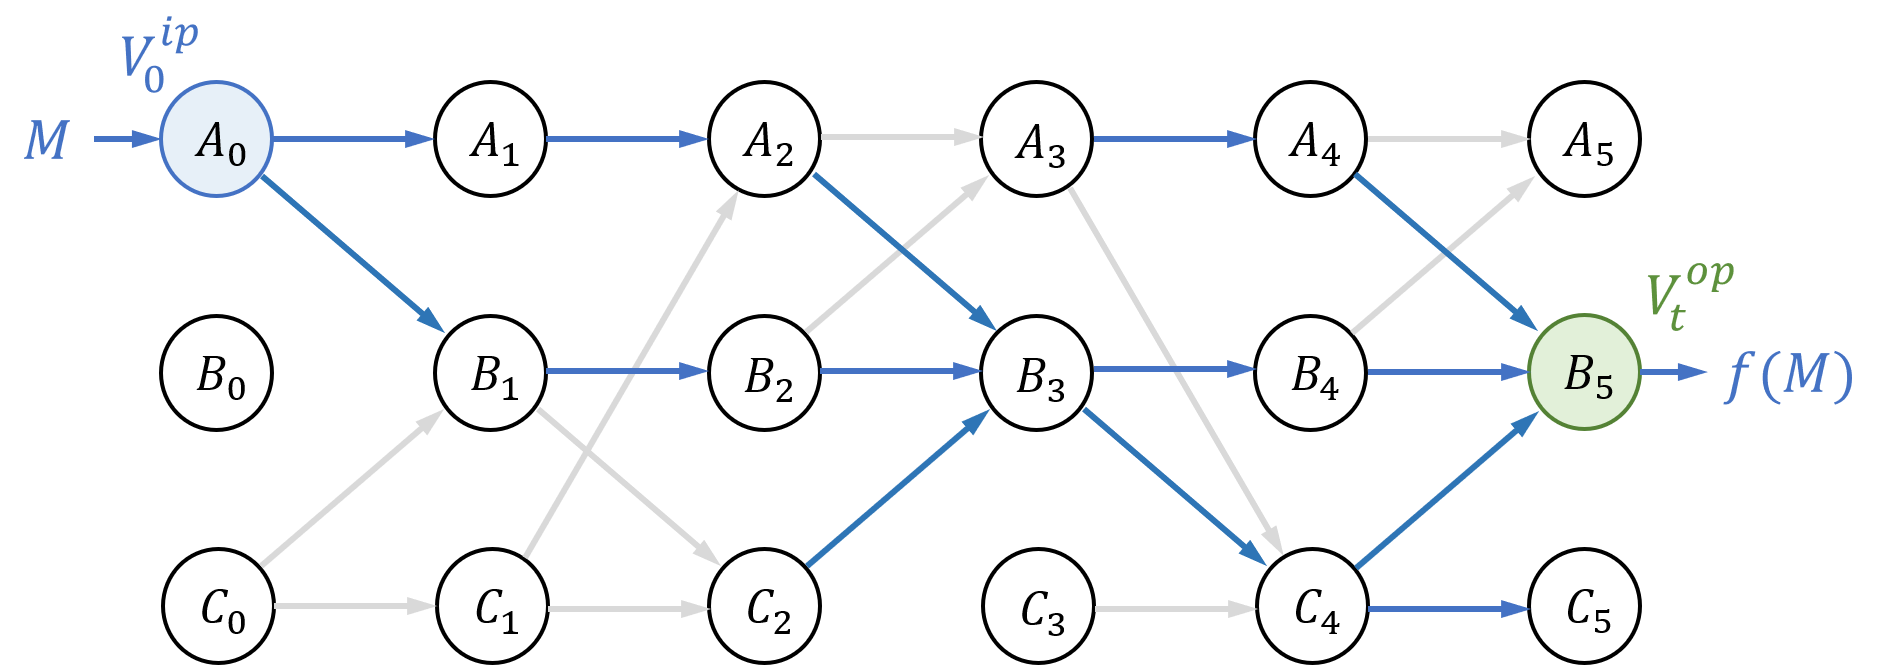 V_0^{ip}
M A_0 A_1 A_2 A_3 A_4 A_5
V_t^{op}
B_0 B_1 B_2 B_3 B_4 B_5 f(M)
C_0 C_1 C_2 C_3 C_4 C_5